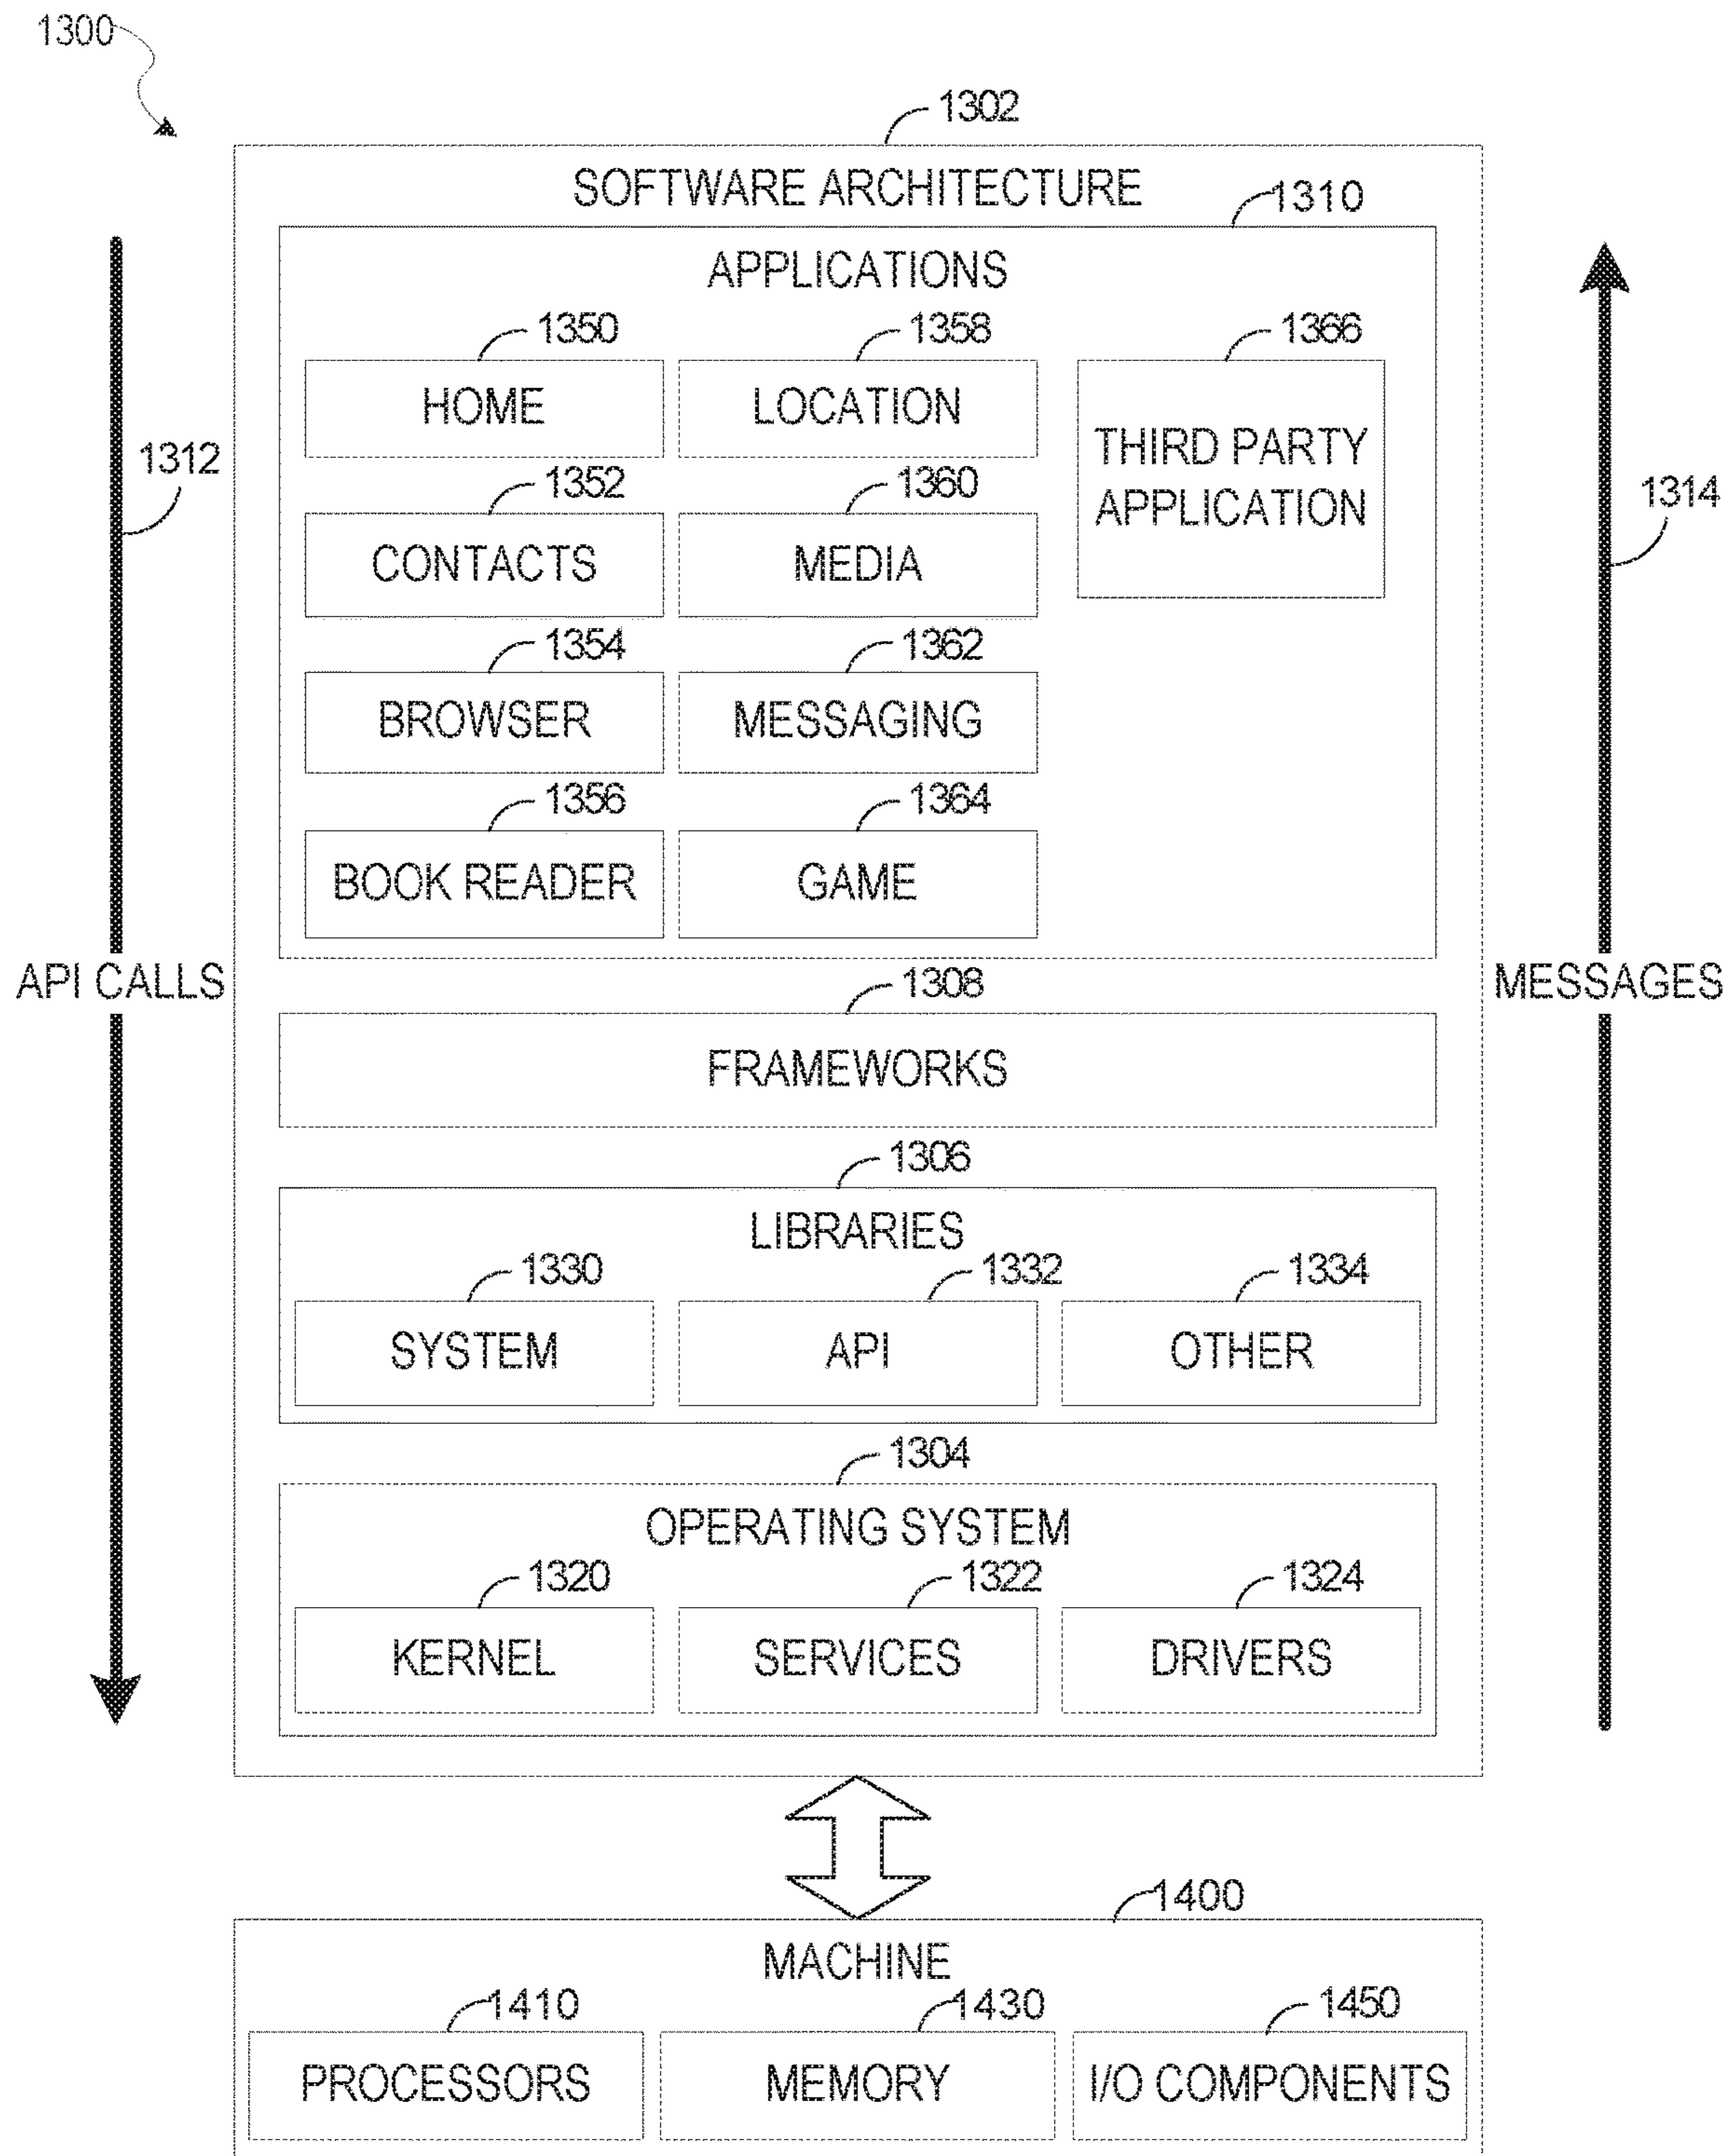 1300
1302
SOFTWARE ARCHITECTURE
1310
APPLICATIONS
1350
1358
1366
HOME
LOCATION
THIRD PARTY
APPLICATION
1312
1352
1360
1314
CONTACTS
MEDIA
1354
1362
BROWSER
MESSAGING
1356
1364
BOOK READER
GAME
API CALLS
MESSAGES
1308
FRAMEWORKS
1306
LIBRARIES
1330
1332
1334
SYSTEM
API
OTHER
1304
OPERATING SYSTEM
1320
1322
1324
KERNEL
SERVICES
DRIVERS
1400
MACHINE
1410
1430
1450
PROCESSORS
MEMORY
I/O COMPONENTS